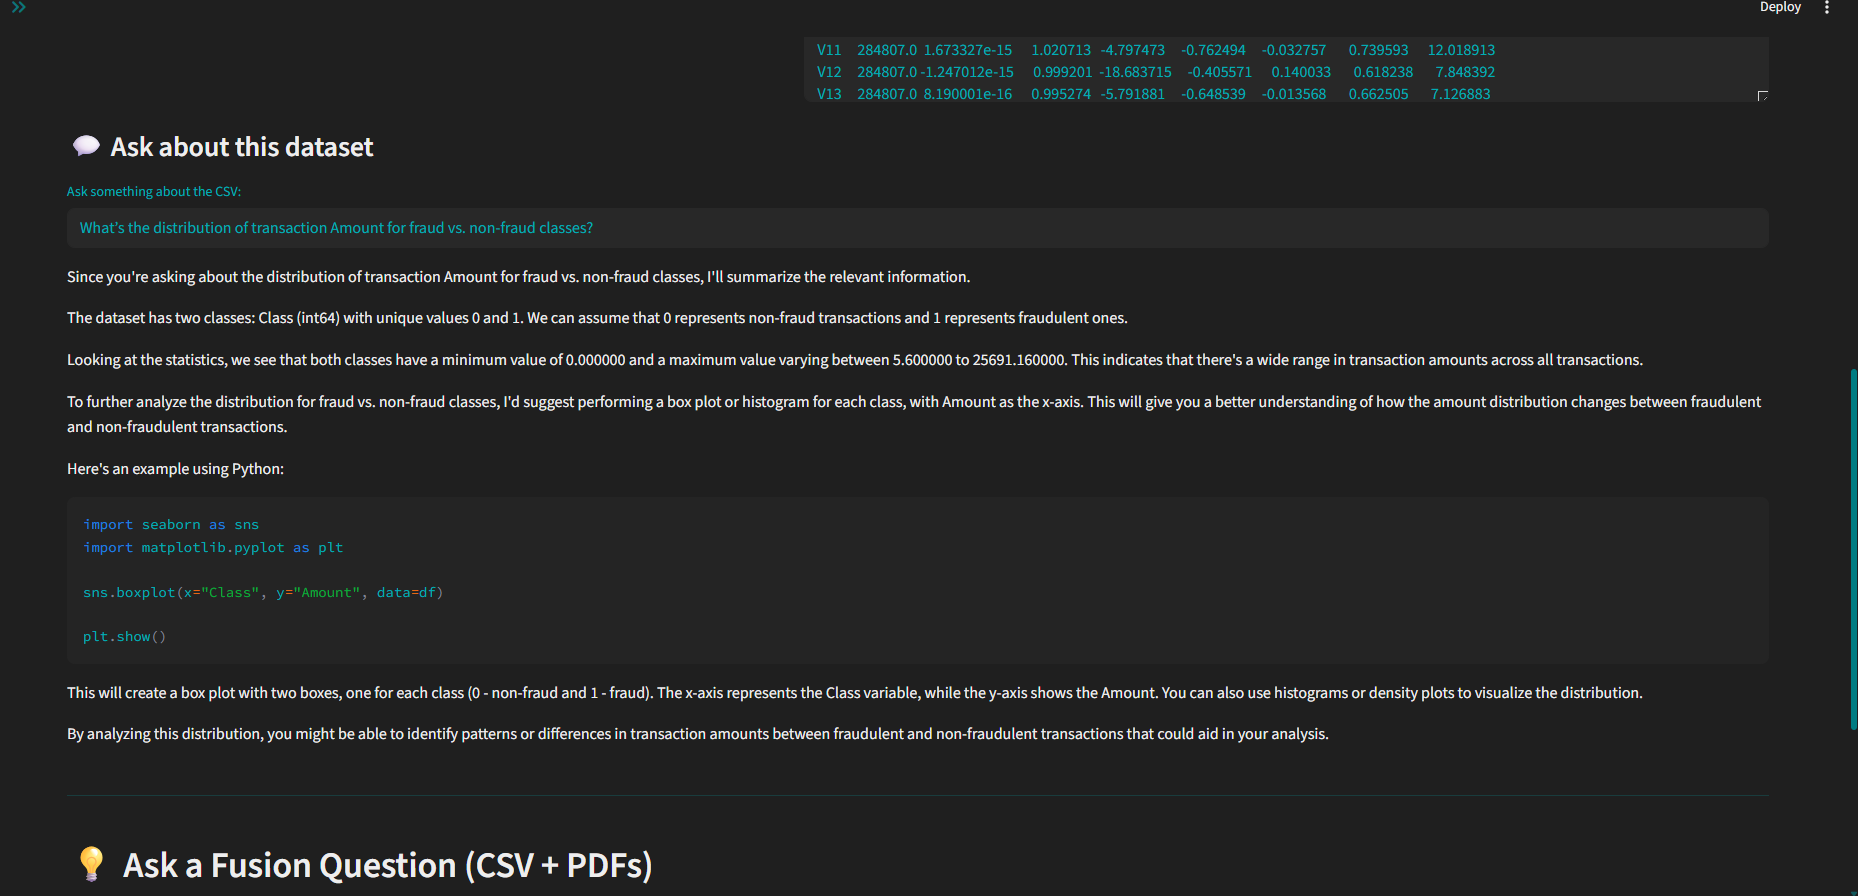 Deploy
V11 284807.0 1.673327e-15 1.020713 -4.797473 -0.762494 -0.032757 0.739593 12.018913
V12 284807.0 -1.247012e-15 0.999201 -18.683715 -0.405571 0.140033 0.618238 7.848392
V13 284807.0 8.190001e-16 0.995274 -5.791881 -0.648539 -0.013568 0.662505 7.126883
Ask about this dataset
Ask something about the CSV:
What's the distribution of transaction Amount for fraud vs. non-fraud classes?
Since you're asking about the distribution of transaction Amount for fraud vs. non-fraud classes, I'll summarize the relevant information.
The dataset has two classes: Class (int64) with unique values 0 and 1. We can assume that 0 represents non-fraud transactions and 1 represents fraudulent ones.
Looking at the statistics, we see that both classes have a minimum value of 0.000000 and a maximum value varying between 5.600000 to 25691.160000. This indicates that there's a wide range in transaction amounts across all transactions.
To further analyze the distribution for fraud vs. non-fraud classes, I'd suggest performing a box plot or histogram for each class, with Amount as the x-axis. This will give you a better understanding of how the amount distribution changes between fraudulent
and non-fraudulent transactions.
Here's an example using Python:
import seaborn as sns
import matplotlib.pyplot as plt
sns.boxplot(x="Class", y="Amount", data=df)
plt.show()
This will create a box plot with two boxes, one for each class (0 - non-fraud and 1 - fraud). The x-axis represents the Class variable, while the y-axis shows the Amount. You can also use histograms or density plots to visualize the distribution.
By analyzing this distribution, you might be able to identify patterns or differences in transaction amounts between fraudulent and non-fraudulent transactions that could aid in your analysis.
Ask a Fusion Question (CSV + PDFs)